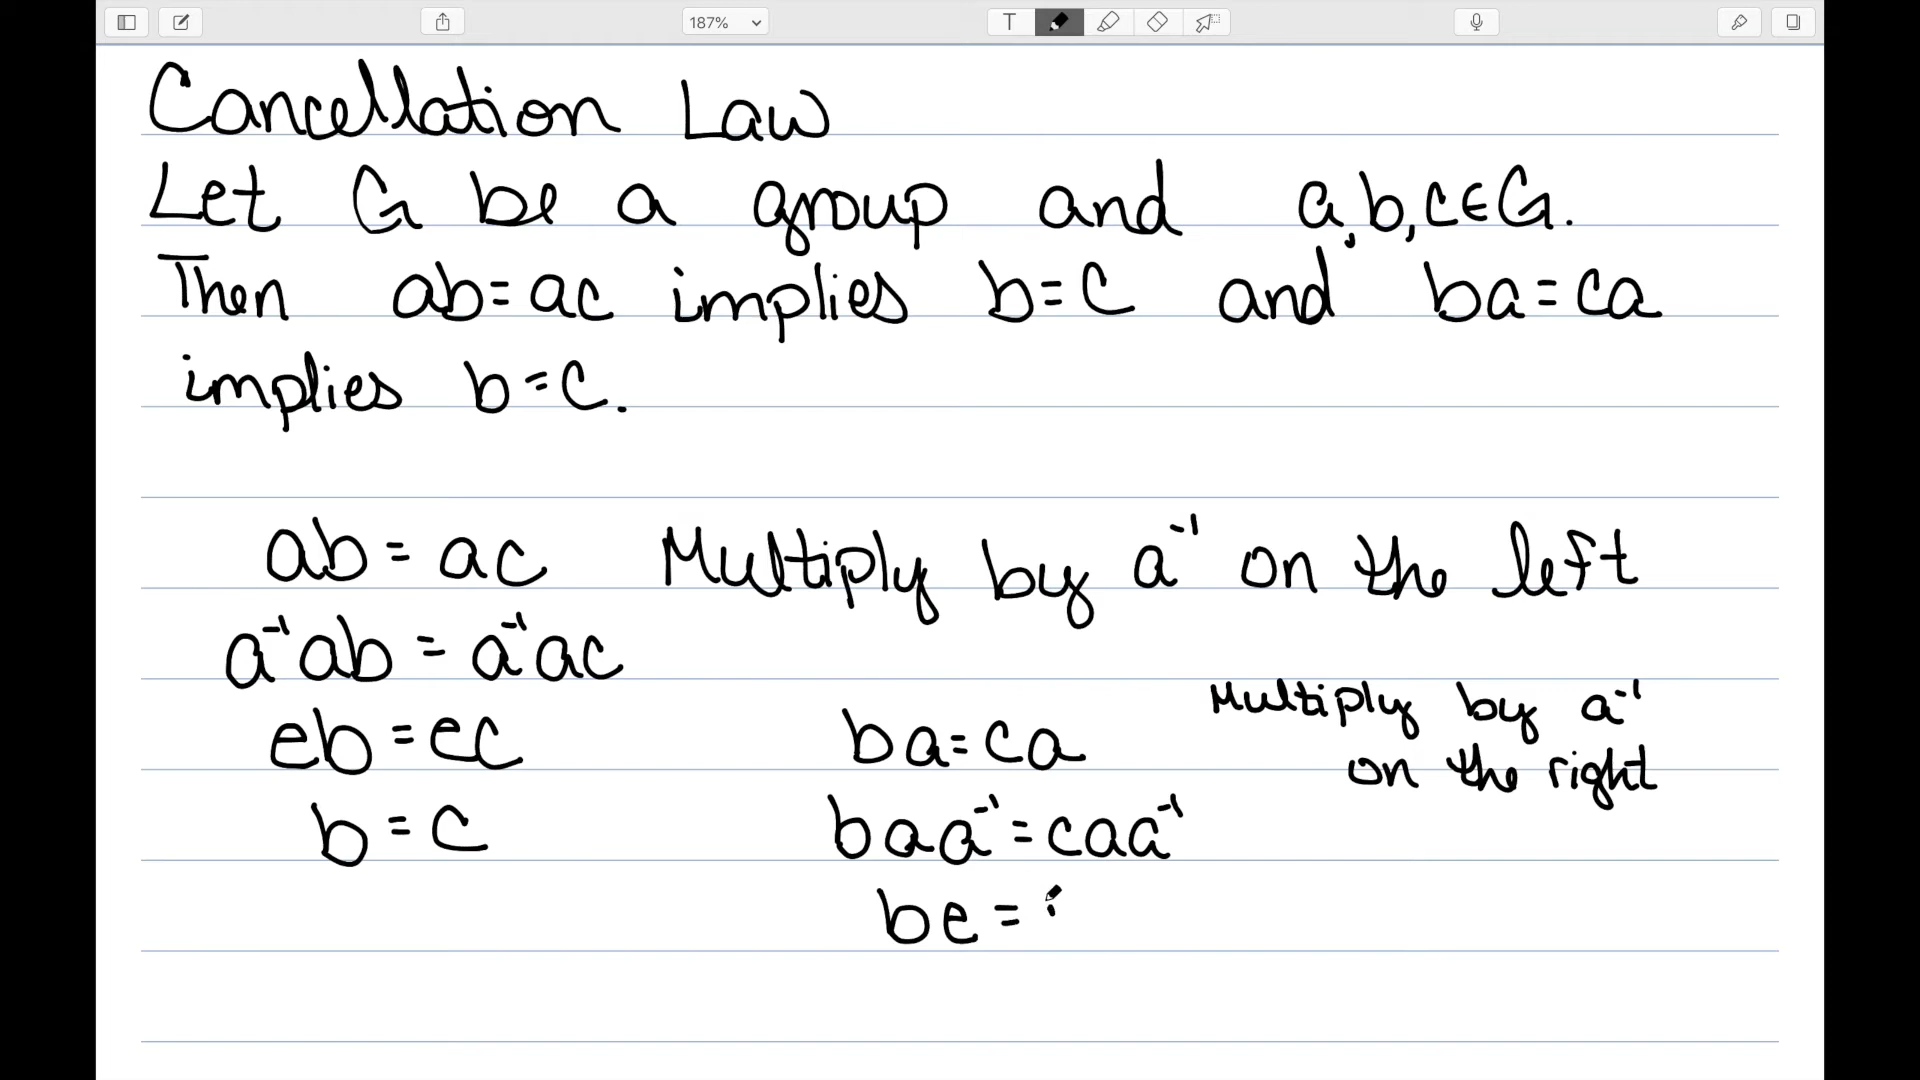 187%
T
Cancellation Law
Let G be a group and a, b, c ∈ G.
Then ab = ac implies b = c and ba = ca
implies b = c.
ab = ac Multiply by a⁻¹ on the left
a⁻¹ab = a⁻¹ac
eb = ec
b = c
ba = ca
Multiply by a⁻¹
on the right
baa⁻¹ = caa⁻¹
be =